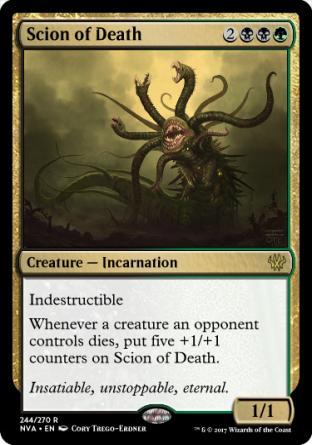 Scion of Death 2
Creature — Incarnation
Indestructible
Whenever a creature an opponent
controls dies, put five +1/+1
counters on Scion of Death.
Insatiable, unstoppable, eternal.
1/1
244/270 R
NVA • EN Cory Trego-Erdner
™ & © 2017 Wizards of the Coast